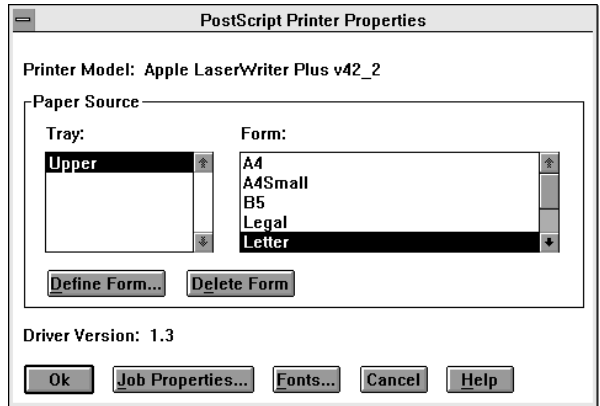 PostScript Printer Properties
Printer Model: Apple LaserWriter Plus v42_2
Paper Source
Tray:
Upper
Form:
A4
A4Small
B5
Legal
Letter
Define Form... Delete Form
Driver Version: 1.3
Ok Job Properties... Fonts... Cancel Help